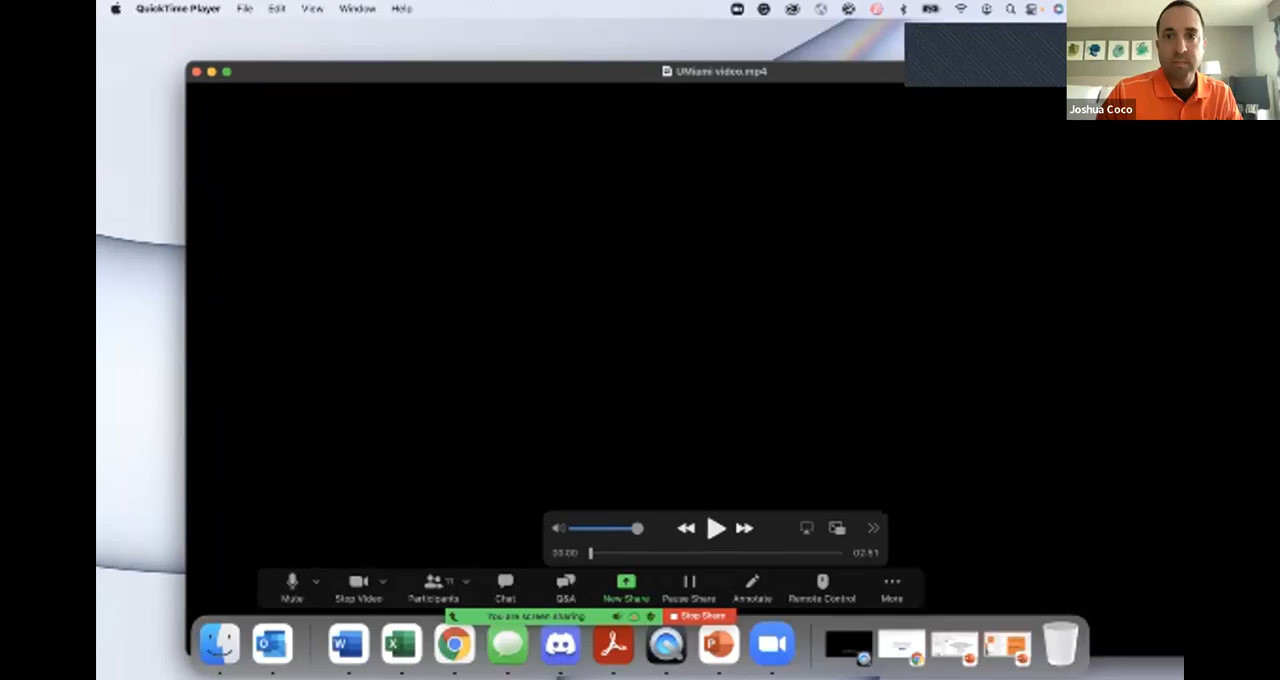 QuickTime Player File Edit View Window Help
UMiami video.mp4
Joshua Coco
00:00 02:51
Mute Stop Video Participants 11 Chat Q&A New Share Pause Share Annotate Remote Control More
You are screen sharing Stop Share